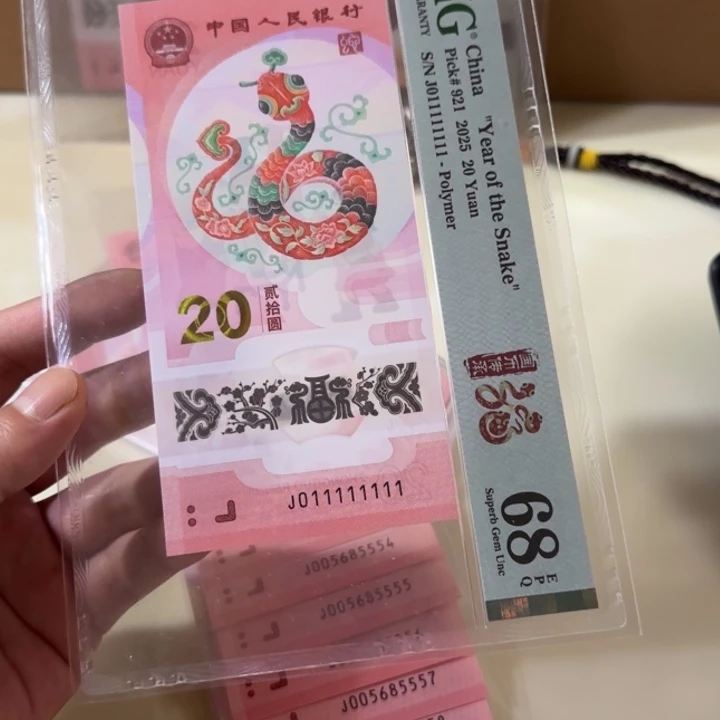 中国人民银行
20
贰拾圆
J011111111
G®
China "Year of the Snake"
Pick# 921 2025 20 Yuan
S/N J011111111 - Polymer
68 EPQ
Superb Gem Unc
J005685554
J005685555
J005685557